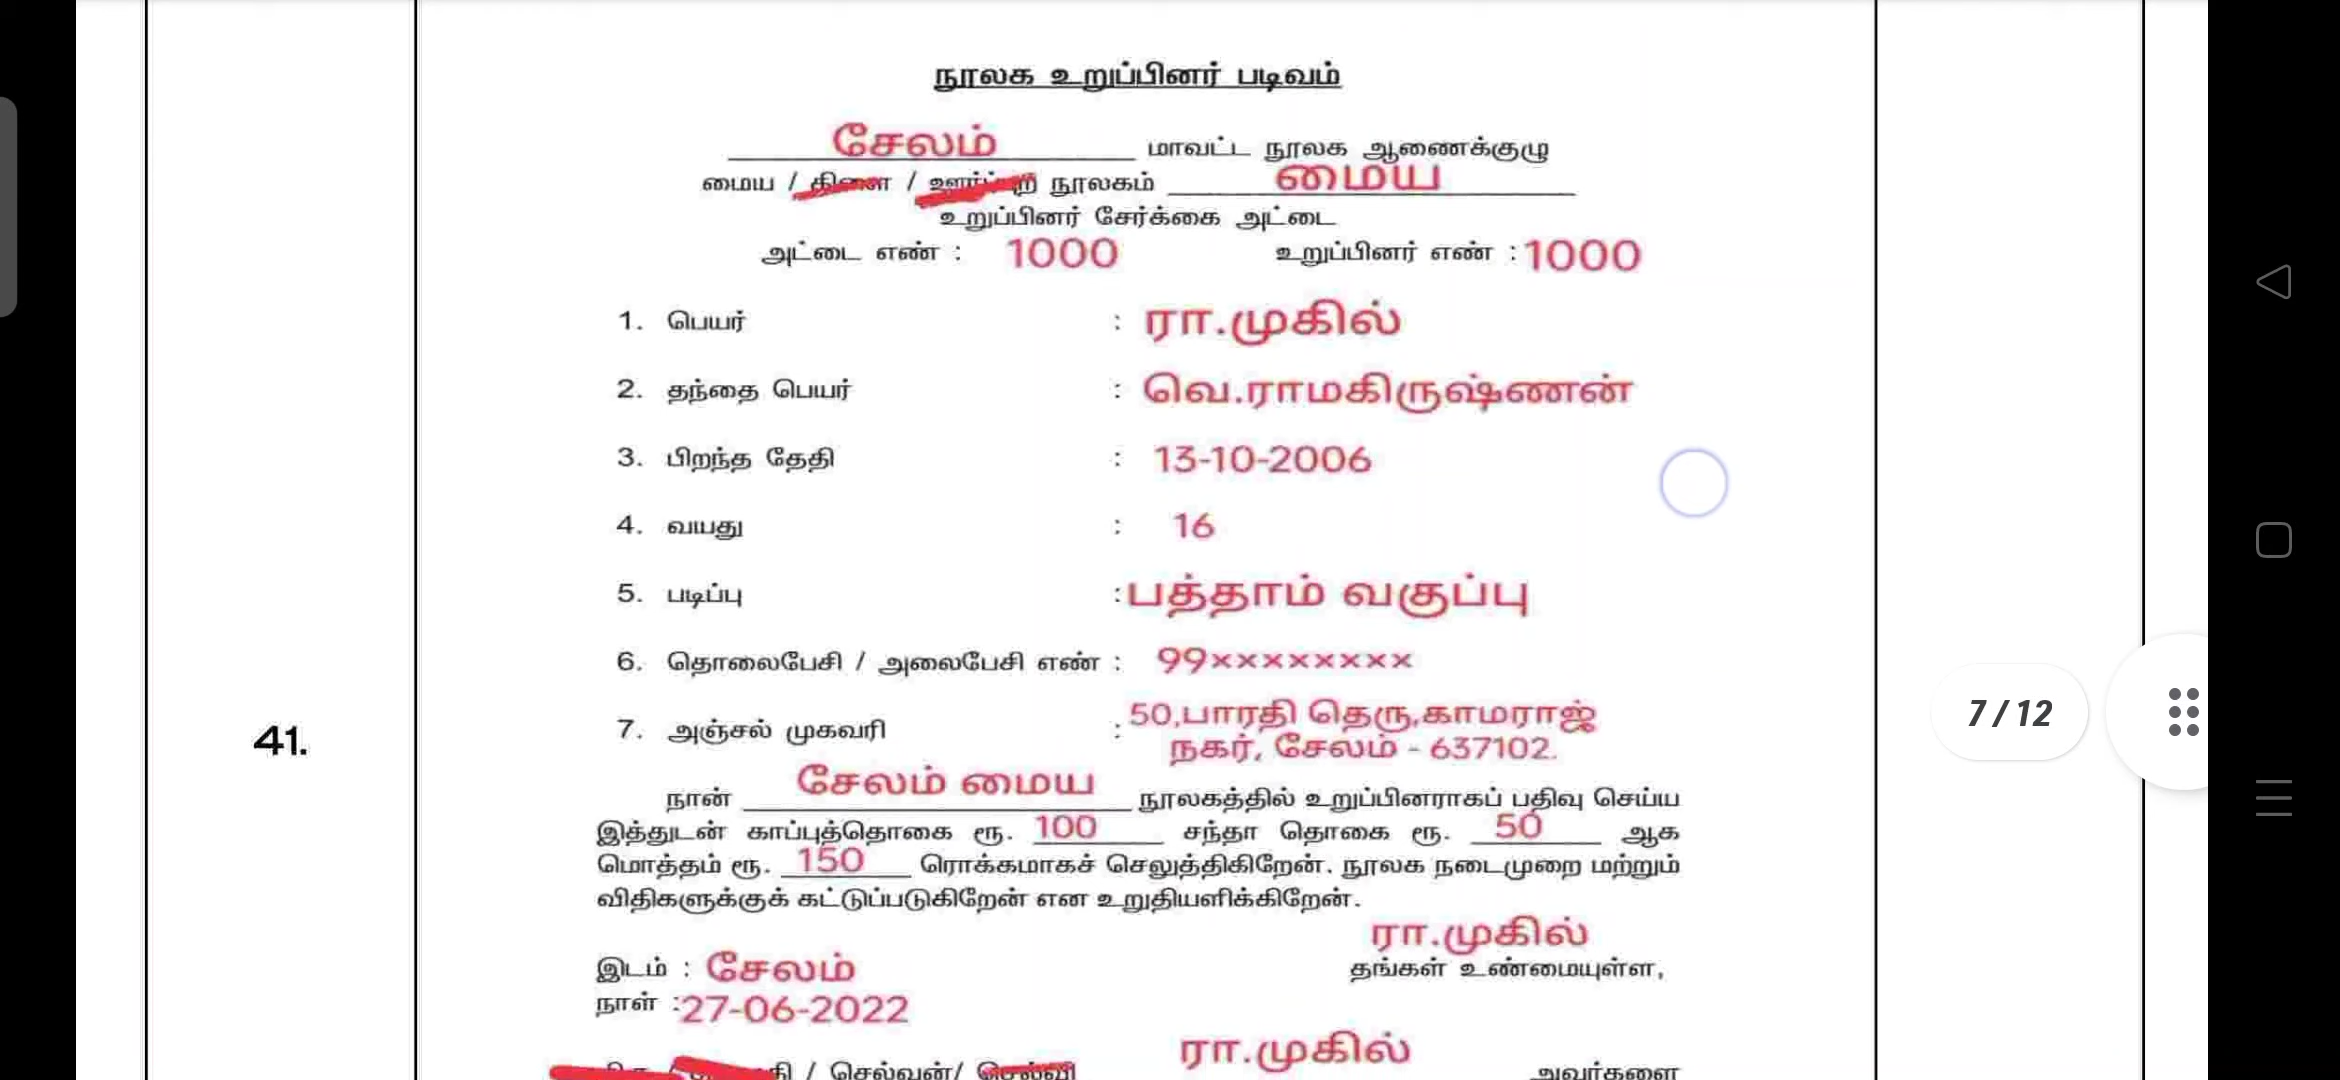 நூலக உறுப்பினர் படிவம்
சேலம் மாவட்ட நூலக ஆணைக்குழு
மைய / கிளை / ஊர்ப்புற நூலகம் மைய
உறுப்பினர் சேர்க்கை அட்டை
அட்டை எண் : 1000 உறுப்பினர் எண் : 1000
1. பெயர் : ரா.முகில்
2. தந்தை பெயர் : வெ.ராமகிருஷ்ணன்
3. பிறந்த தேதி : 13-10-2006
4. வயது : 16
5. படிப்பு : பத்தாம் வகுப்பு
6. தொலைபேசி / அலைபேசி எண் : 99××××××××
7. அஞ்சல் முகவரி : 50,பாரதி தெரு,காமராஜ்
நகர், சேலம் - 637102.
41.
7 / 12
நான் சேலம் மைய நூலகத்தில் உறுப்பினராகப் பதிவு செய்ய
இத்துடன் காப்புத்தொகை ரூ. 100 சந்தா தொகை ரூ. 50 ஆக
மொத்தம் ரூ. 150 ரொக்கமாகச் செலுத்திகிறேன். நூலக நடைமுறை மற்றும்
விதிகளுக்குக் கட்டுப்படுகிறேன் என உறுதியளிக்கிறேன்.
ரா.முகில்
இடம் : சேலம் தங்கள் உண்மையுள்ள,
நாள் :27-06-2022
ரா.முகில்
/ செல்வன்/ செல்வி அவர்களை